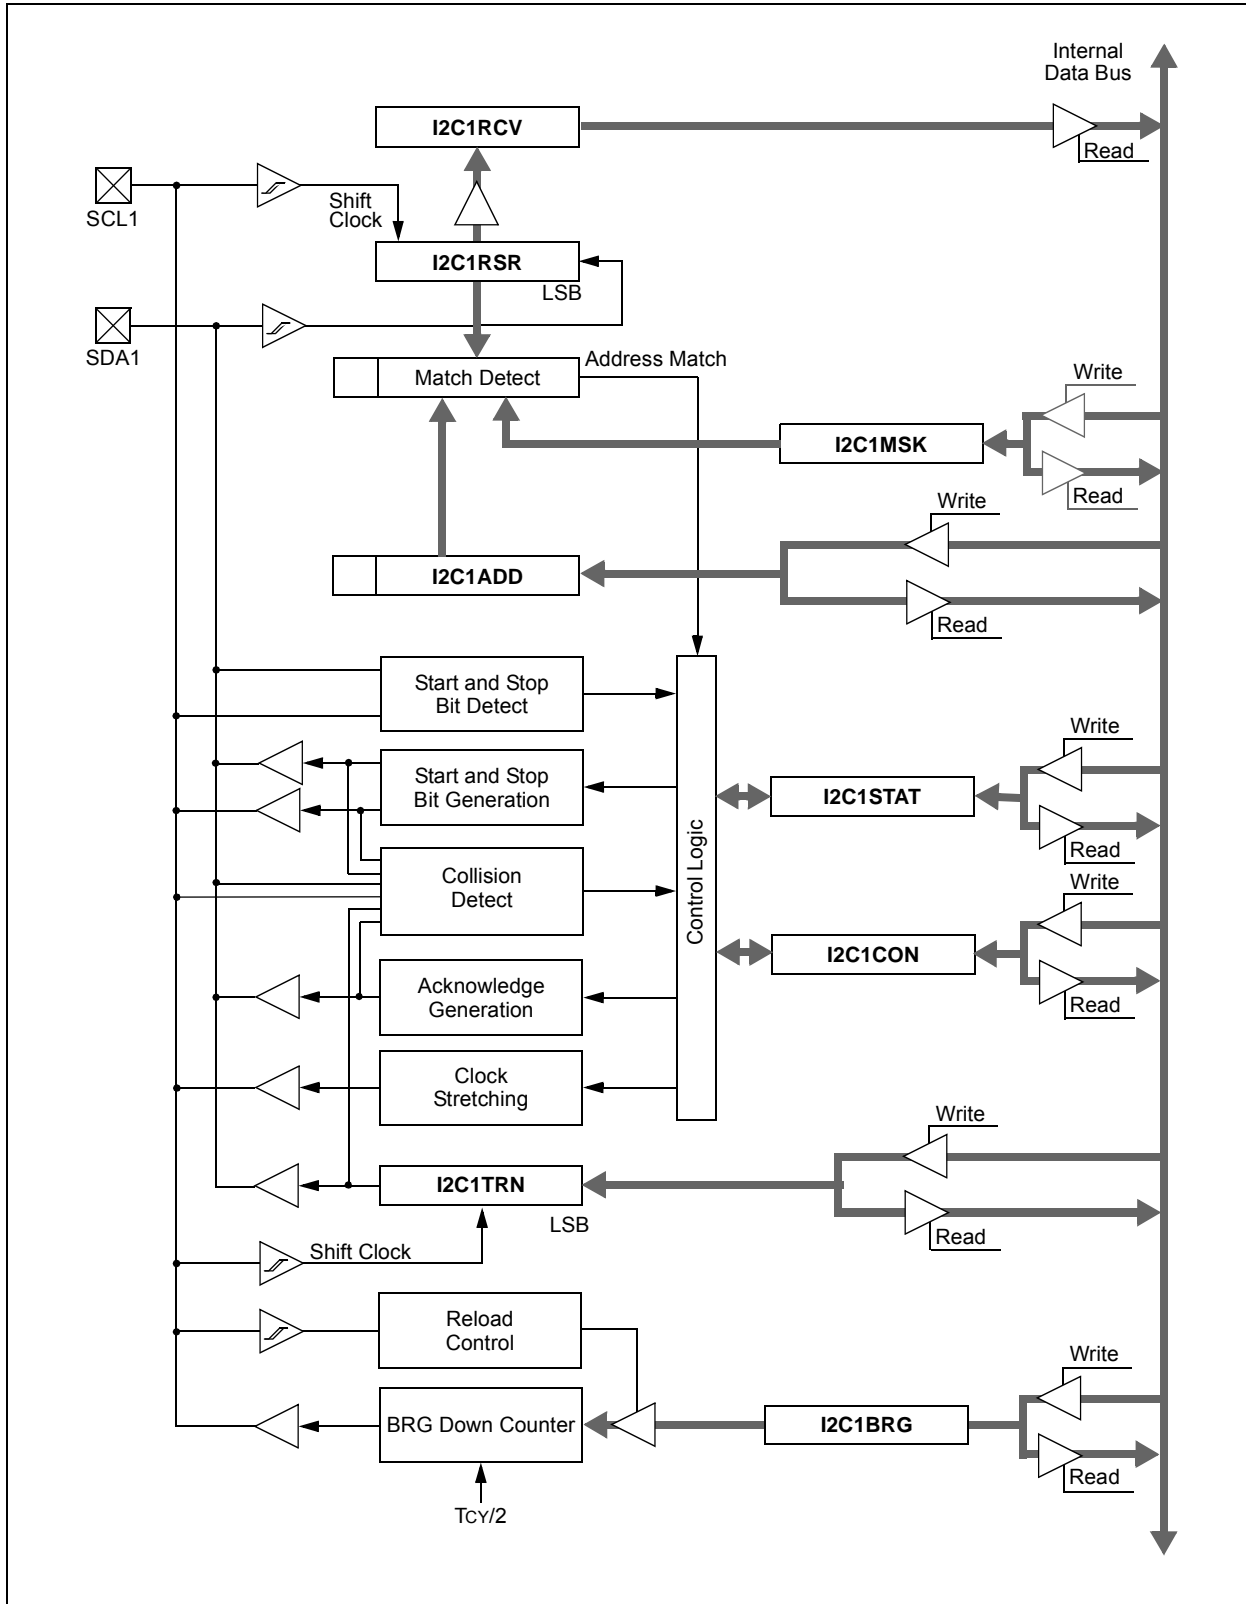 Internal
Data Bus
I2C1RCV
Read
SCL1
Shift
Clock
I2C1RSR
LSB
SDA1
Address Match
Match Detect
Write
I2C1MSK
Read
Write
I2C1ADD
Read
Start and Stop
Bit Detect
Write
Start and Stop
Bit Generation
I2C1STAT
Read
Control Logic
Collision
Detect
Write
I2C1CON
Read
Acknowledge
Generation
Clock
Stretching
Write
I2C1TRN
LSB
Read
Shift Clock
Reload
Control
Write
BRG Down Counter
I2C1BRG
Read
TCY/2